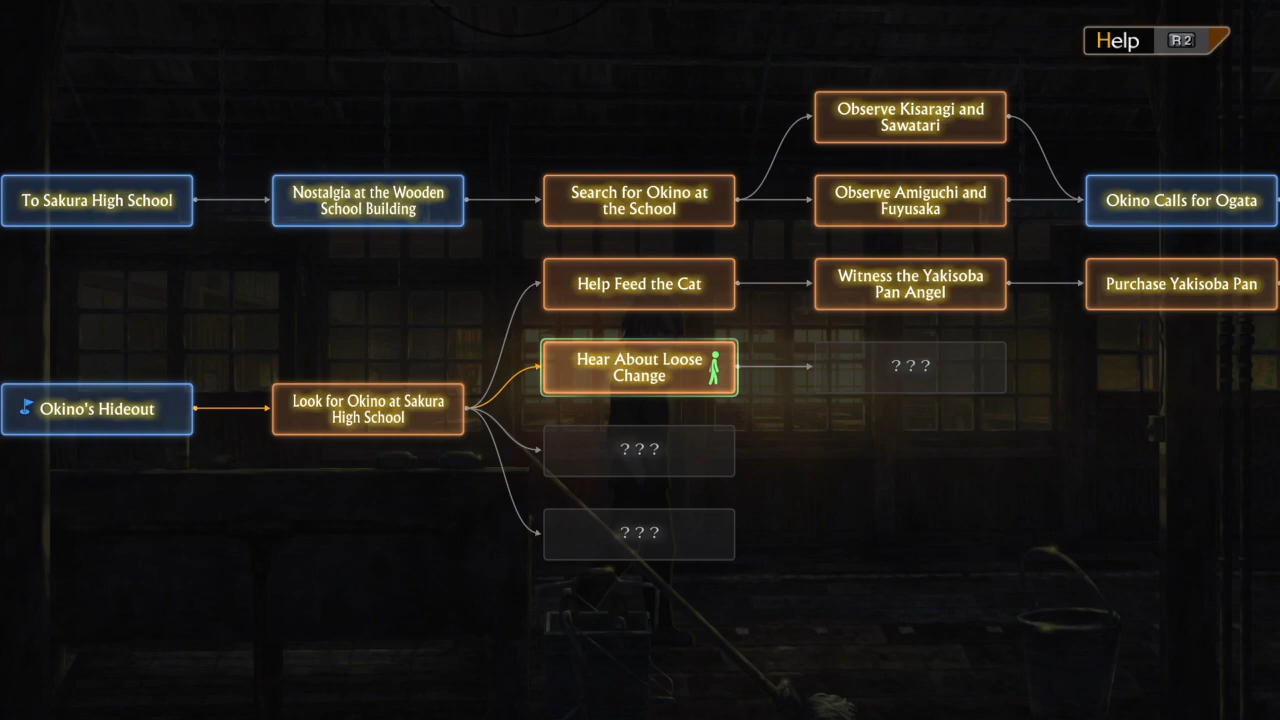 Help R2
Observe Kisaragi and
Sawatari
To Sakura High School
Nostalgia at the Wooden
School Building
Search for Okino at
the School
Observe Amiguchi and
Fuyusaka
Okino Calls for Ogata
Help Feed the Cat
Witness the Yakisoba
Pan Angel
Purchase Yakisoba Pan
Hear About Loose
Change
? ? ?
Okino's Hideout
Look for Okino at Sakura
High School
? ? ?
? ? ?